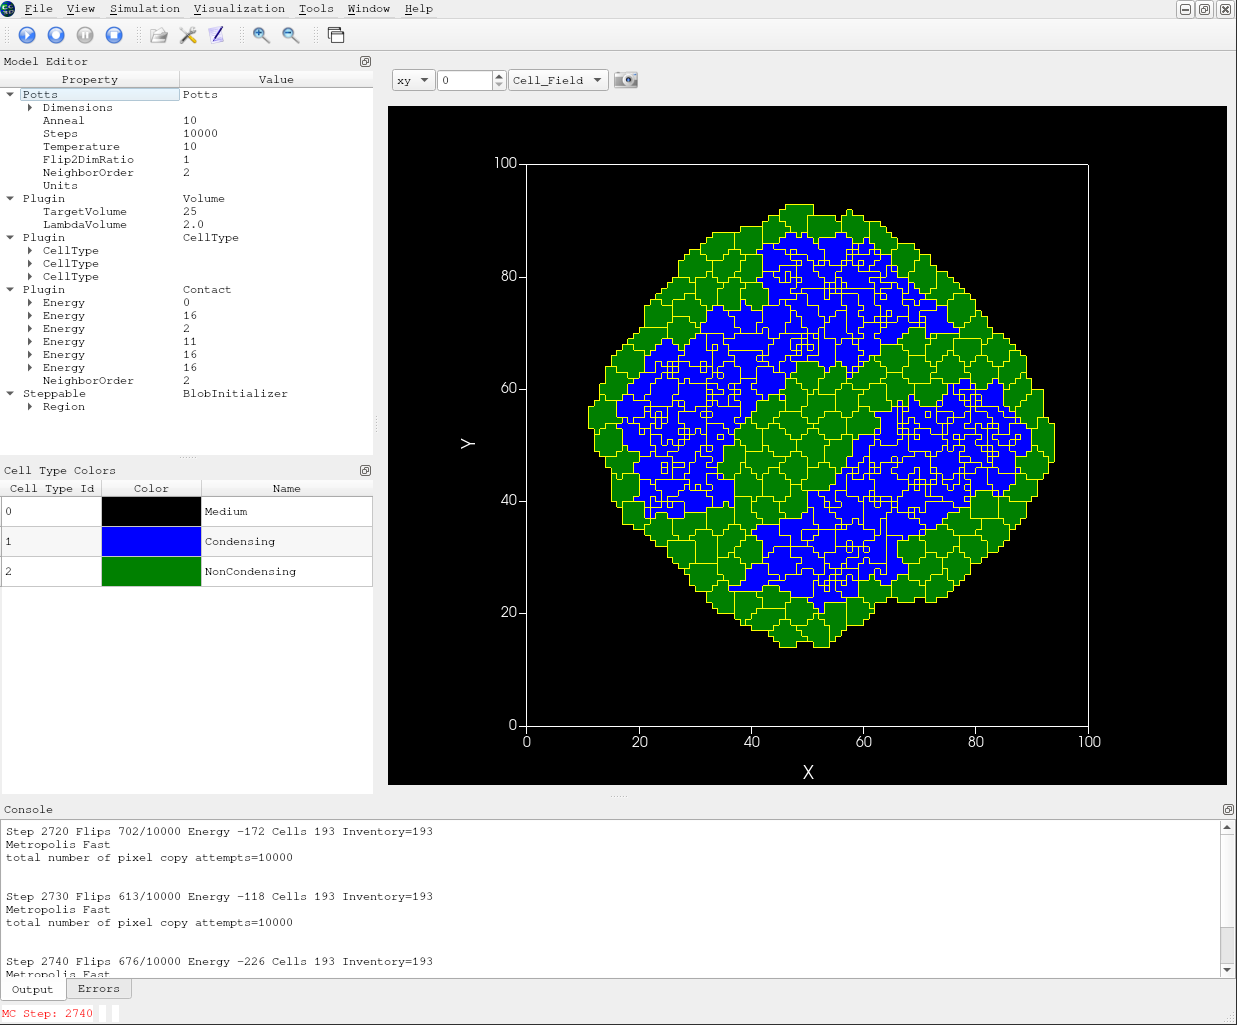 File View Simulation Visualization Tools Window Help
Model Editor
Property Value
Potts Potts
Dimensions
Anneal 10
Steps 10000
Temperature 10
Flip2DimRatio 1
NeighborOrder 2
Units
Plugin Volume
TargetVolume 25
LambdaVolume 2.0
Plugin CellType
CellType
CellType
CellType
Plugin Contact
Energy 0
Energy 16
Energy 2
Energy 11
Energy 16
Energy 16
NeighborOrder 2
Steppable BlobInitializer
Region
Cell Type Colors
Cell Type Id Color Name
0 Medium
1 Condensing
2 NonCondensing
xy 0 Cell_Field
100
80
60
40
20
0
Y
0 20 40 60 80 100
X
Console
Step 2720 Flips 702/10000 Energy -172 Cells 193 Inventory=193
Metropolis Fast
total number of pixel copy attempts=10000
Step 2730 Flips 613/10000 Energy -118 Cells 193 Inventory=193
Metropolis Fast
total number of pixel copy attempts=10000
Step 2740 Flips 676/10000 Energy -226 Cells 193 Inventory=193
Metropolis Fast
Output Errors
MC Step: 2740